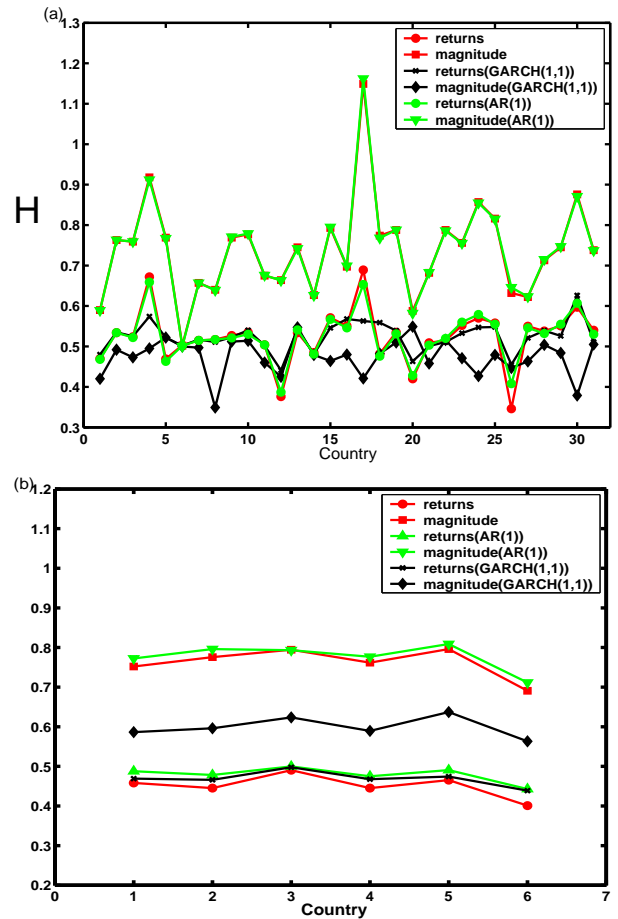 (a)
1.3
1.2
1.1
1
0.9
0.8
0.7
0.6
0.5
0.4
0.3
H
returns
magnitude
returns(GARCH(1,1))
magnitude(GARCH(1,1))
returns(AR(1))
magnitude(AR(1))
0 5 10 15 20 25 30
Country
(b)
1.2
1.1
1
0.9
0.8
0.7
0.6
0.5
0.4
0.3
0.2
returns
magnitude
returns(AR(1))
magnitude(AR(1))
returns(GARCH(1,1))
magnitude(GARCH(1,1))
0 1 2 3 4 5 6 7
Country